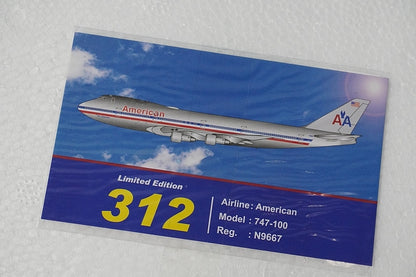 American
AA
Limited Edition
312
Airline: American
Model : 747-100
Reg. : N9667